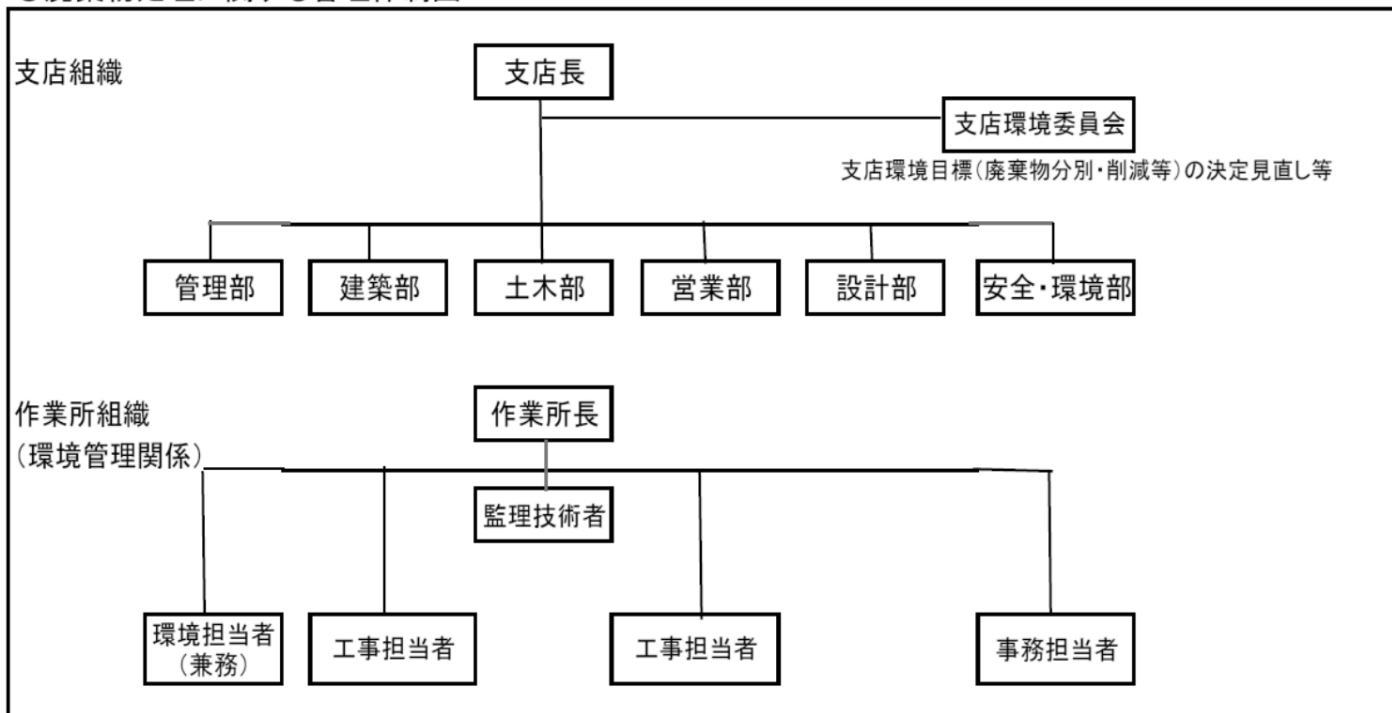 支店組織
支店長
支店環境委員会
支店環境目標(廃棄物分別・削減等)の決定見直し等
管理部
建築部
土木部
営業部
設計部
安全・環境部
作業所組織
(環境管理関係)
作業所長
監理技術者
環境担当者
(兼務)
工事担当者
工事担当者
事務担当者